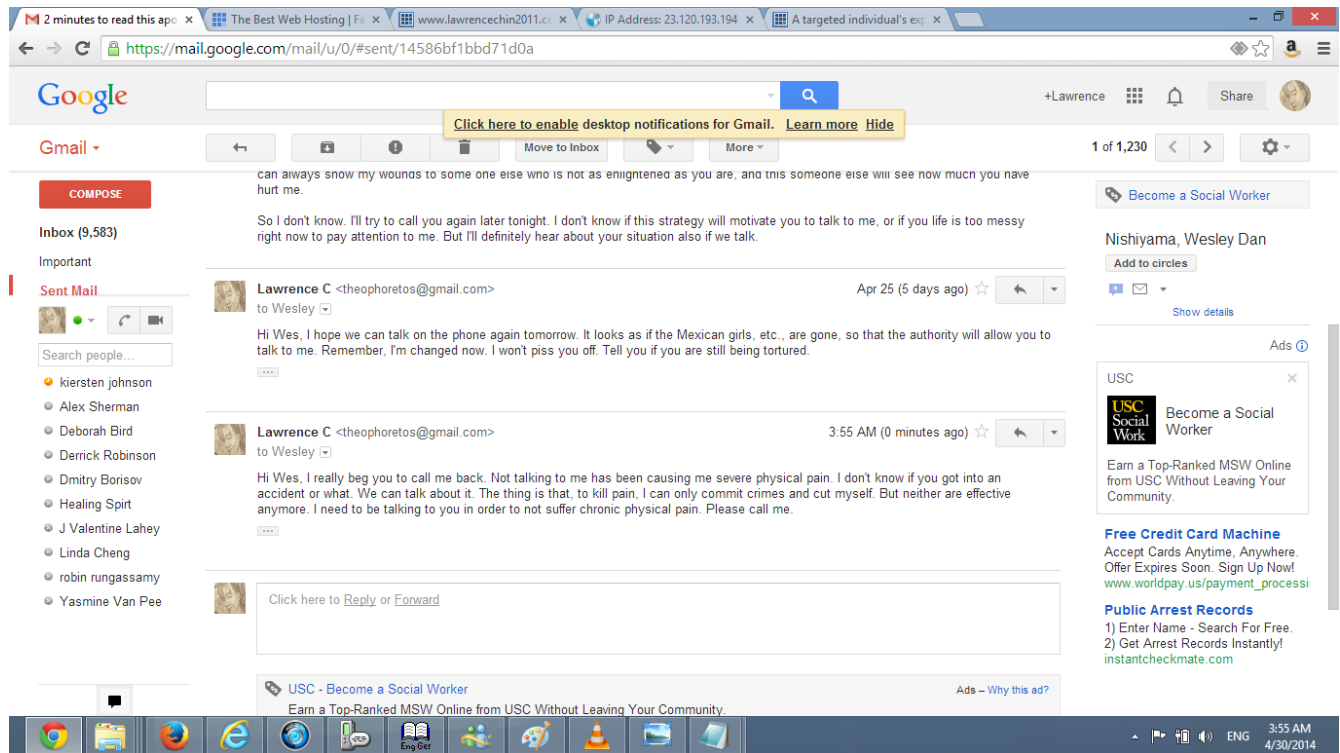 2 minutes to read this apo
The Best Web Hosting | Fa
www.lawrencechin2011.cc
IP Address: 23.120.193.194
A targeted individual's exp
https://mail.google.com/mail/u/0/#sent/14586bf1bbd71d0a
Google
+Lawrence
Share
Click here to enable desktop notifications for Gmail. Learn more Hide
Gmail
Move to Inbox
More
1 of 1,230
COMPOSE
Inbox (9,583)
Important
Sent Mail
Search people...
kiersten johnson
Alex Sherman
Deborah Bird
Derrick Robinson
Dmitry Borisov
Healing Spirt
J Valentine Lahey
Linda Cheng
robin rungassamy
Yasmine Van Pee
can always show my wounds to some one else who is not as enlightened as you are, and this someone else will see how much you have
hurt me.
So I don't know. I'll try to call you again later tonight. I don't know if this strategy will motivate you to talk to me, or if you life is too messy
right now to pay attention to me. But I'll definitely hear about your situation also if we talk.
Lawrence C <theophoretos@gmail.com>
Apr 25 (5 days ago)
to Wesley
Hi Wes, I hope we can talk on the phone again tomorrow. It looks as if the Mexican girls, etc., are gone, so that the authority will allow you to
talk to me. Remember, I'm changed now. I won't piss you off. Tell you if you are still being tortured.
...
Lawrence C <theophoretos@gmail.com>
3:55 AM (0 minutes ago)
to Wesley
Hi Wes, I really beg you to call me back. Not talking to me has been causing me severe physical pain. I don't know if you got into an
accident or what. We can talk about it. The thing is that, to kill pain, I can only commit crimes and cut myself. But neither are effective
anymore. I need to be talking to you in order to not suffer chronic physical pain. Please call me.
...
Click here to Reply or Forward
USC - Become a Social Worker
Ads – Why this ad?
Earn a Top-Ranked MSW Online from USC Without Leaving Your Community.
Become a Social Worker
Nishiyama, Wesley Dan
Add to circles
Show details
Ads
USC
USC
Social
Work
Become a Social
Worker
Earn a Top-Ranked MSW Online
from USC Without Leaving Your
Community.
Free Credit Card Machine
Accept Cards Anytime, Anywhere.
Offer Expires Soon. Sign Up Now!
www.worldpay.us/payment_processi
Public Arrest Records
1) Enter Name - Search For Free.
2) Get Arrest Records Instantly!
instantcheckmate.com
Eng Ger
ENG
3:55 AM
4/30/2014